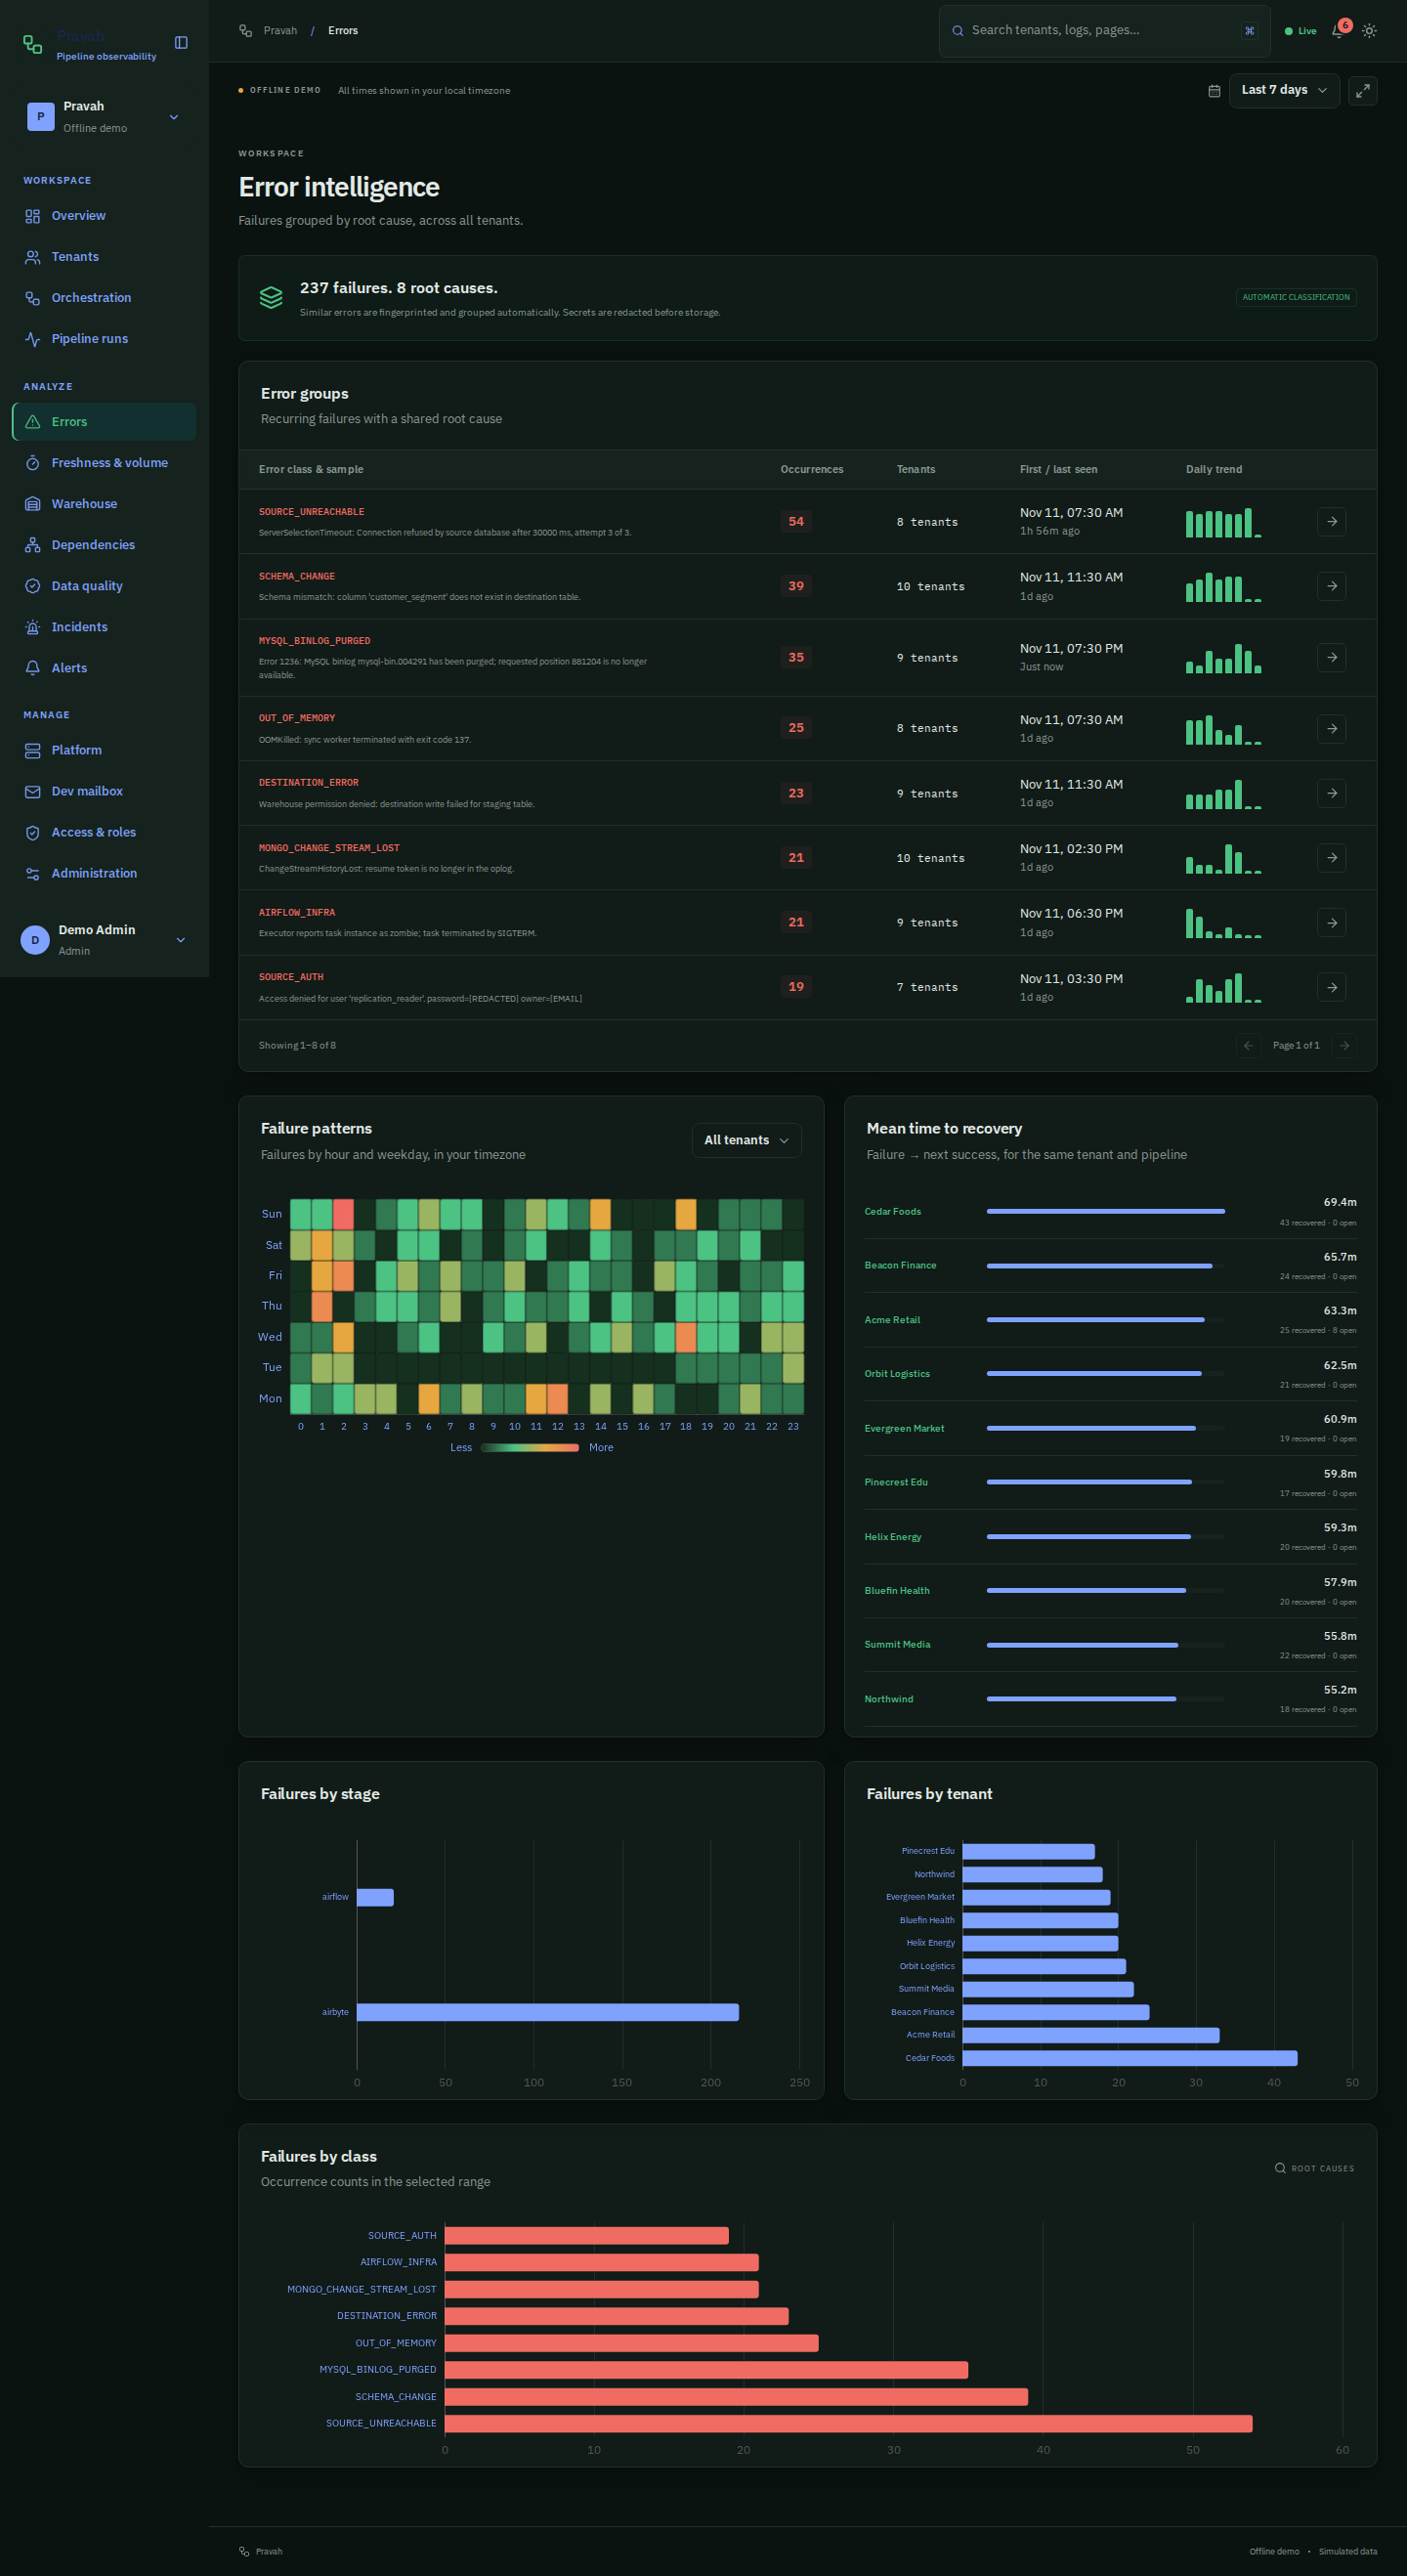 Pravah
Pipeline observability
P
Pravah
Offline demo
WORKSPACE
Overview
Tenants
Orchestration
Pipeline runs
ANALYZE
Errors
Freshness & volume
Warehouse
Dependencies
Data quality
Incidents
Alerts
MANAGE
Platform
Dev mailbox
Access & roles
Administration
D
Demo Admin
Admin
Pravah / Errors
Search tenants, logs, pages...
⌘
Live
6
OFFLINE DEMO All times shown in your local timezone
Last 7 days
WORKSPACE
Error intelligence
Failures grouped by root cause, across all tenants.
237 failures. 8 root causes.
Similar errors are fingerprinted and grouped automatically. Secrets are redacted before storage.
AUTOMATIC CLASSIFICATION
Error groups
Recurring failures with a shared root cause
Error class & sample Occurrences Tenants First / last seen Daily trend
SOURCE_UNREACHABLE
ServerSelectionTimeout: Connection refused by source database after 30000 ms, attempt 3 of 3.
54
8 tenants
Nov 11, 07:30 AM
1h 56m ago
SCHEMA_CHANGE
Schema mismatch: column 'customer_segment' does not exist in destination table.
39
10 tenants
Nov 11, 11:30 AM
1d ago
MYSQL_BINLOG_PURGED
Error 1236: MySQL binlog mysql-bin.004291 has been purged; requested position 881204 is no longer
available.
35
9 tenants
Nov 11, 07:30 PM
Just now
OUT_OF_MEMORY
OOMKilled: sync worker terminated with exit code 137.
25
8 tenants
Nov 11, 07:30 AM
1d ago
DESTINATION_ERROR
Warehouse permission denied: destination write failed for staging table.
23
9 tenants
Nov 11, 11:30 AM
1d ago
MONGO_CHANGE_STREAM_LOST
ChangeStreamHistoryLost: resume token is no longer in the oplog.
21
10 tenants
Nov 11, 02:30 PM
1d ago
AIRFLOW_INFRA
Executor reports task instance as zombie; task terminated by SIGTERM.
21
9 tenants
Nov 11, 06:30 PM
1d ago
SOURCE_AUTH
Access denied for user 'replication_reader'. password=[REDACTED] owner=[EMAIL]
19
7 tenants
Nov 11, 03:30 PM
1d ago
Showing 1–8 of 8
Page 1 of 1
Failure patterns
Failures by hour and weekday, in your timezone
All tenants
Sun
Sat
Fri
Thu
Wed
Tue
Mon
0 1 2 3 4 5 6 7 8 9 10 11 12 13 14 15 16 17 18 19 20 21 22 23
Less More
Mean time to recovery
Failure → next success, for the same tenant and pipeline
Cedar Foods 69.4m
43 recovered · 0 open
Beacon Finance 65.7m
24 recovered · 0 open
Acme Retail 63.3m
25 recovered · 8 open
Orbit Logistics 62.5m
21 recovered · 0 open
Evergreen Market 60.9m
19 recovered · 0 open
Pinecrest Edu 59.8m
17 recovered · 0 open
Helix Energy 59.3m
20 recovered · 0 open
Bluefin Health 57.9m
20 recovered · 0 open
Summit Media 55.8m
22 recovered · 0 open
Northwind 55.2m
18 recovered · 0 open
Failures by stage
airflow
airbyte
0 50 100 150 200 250
Failures by tenant
Pinecrest Edu
Northwind
Evergreen Market
Bluefin Health
Helix Energy
Orbit Logistics
Summit Media
Beacon Finance
Acme Retail
Cedar Foods
0 10 20 30 40 50
Failures by class
Occurrence counts in the selected range
ROOT CAUSES
SOURCE_AUTH
AIRFLOW_INFRA
MONGO_CHANGE_STREAM_LOST
DESTINATION_ERROR
OUT_OF_MEMORY
MYSQL_BINLOG_PURGED
SCHEMA_CHANGE
SOURCE_UNREACHABLE
0 10 20 30 40 50 60
Pravah
Offline demo • Simulated data